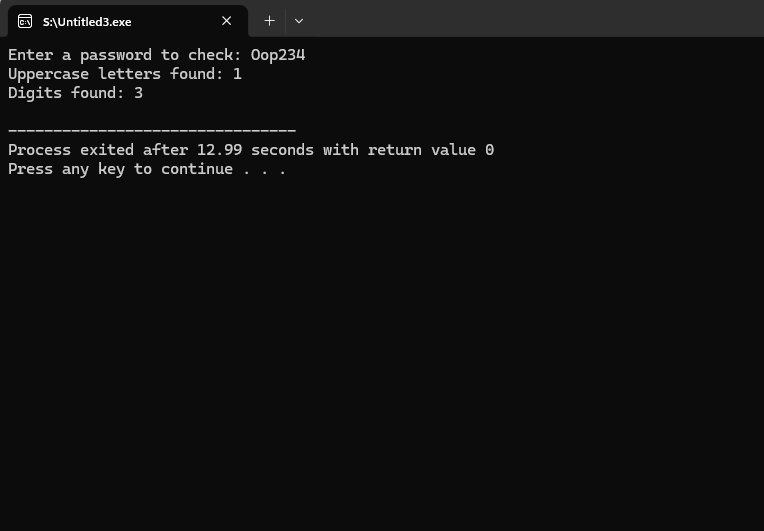 S:\Untitled3.exe
Enter a password to check: Oop234
Uppercase letters found: 1
Digits found: 3
--------------------------------
Process exited after 12.99 seconds with return value 0
Press any key to continue . . .